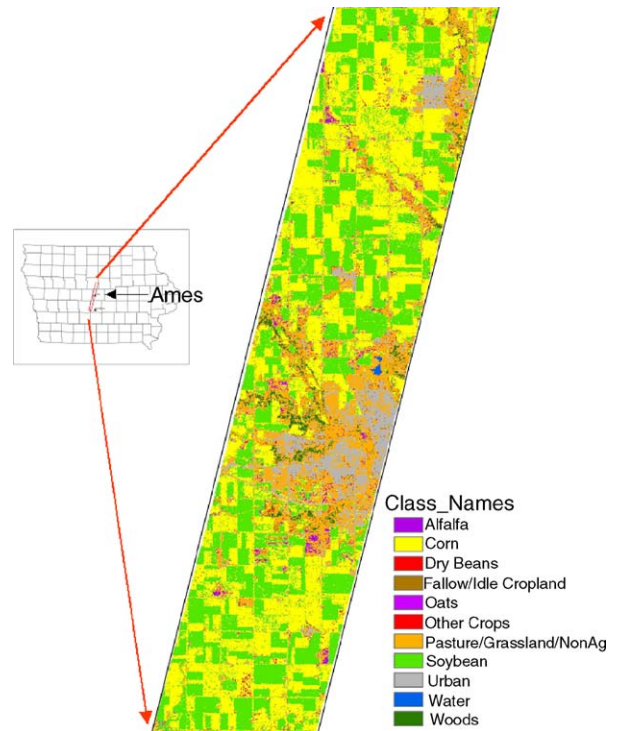 Ames
Class_Names
Alfalfa
Corn
Dry Beans
Fallow/Idle Cropland
Oats
Other Crops
Pasture/Grassland/NonAg
Soybean
Urban
Water
Woods